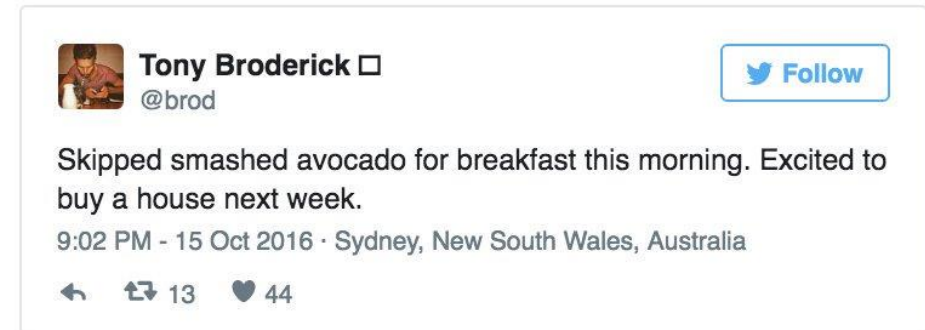 Tony Broderick □
@brod
Follow
Skipped smashed avocado for breakfast this morning. Excited to
buy a house next week.
9:02 PM - 15 Oct 2016 · Sydney, New South Wales, Australia
13 44